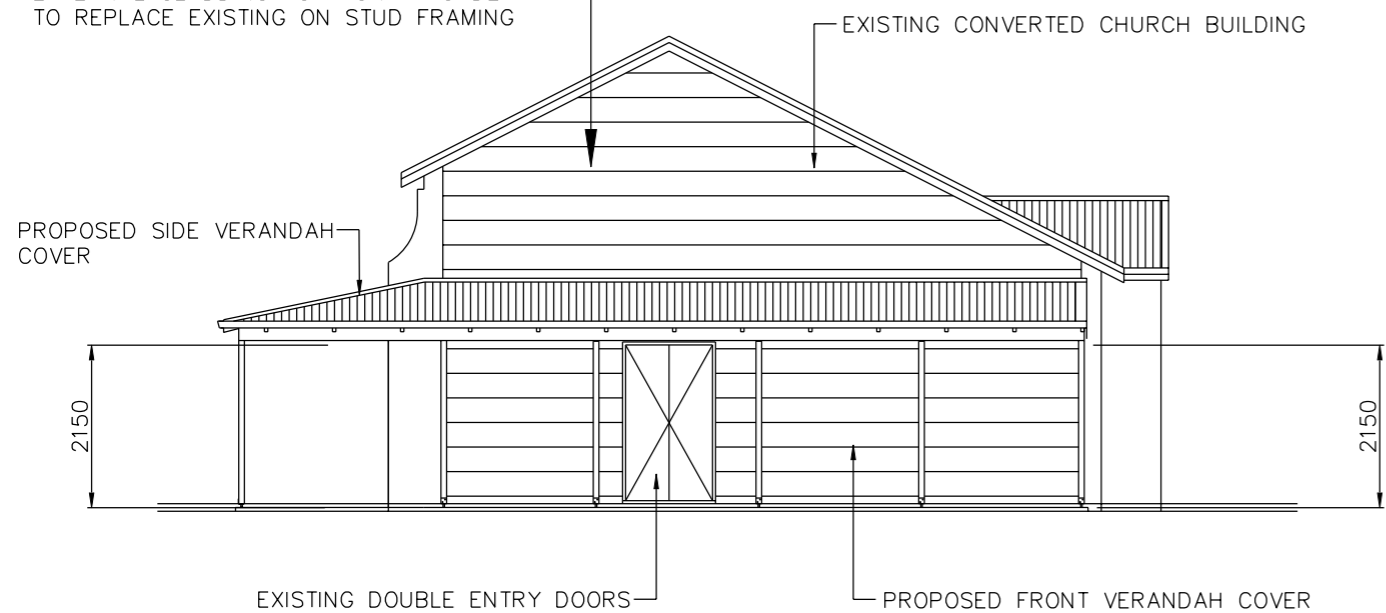 TO REPLACE EXISTING ON STUD FRAMING
EXISTING CONVERTED CHURCH BUILDING
PROPOSED SIDE VERANDAH
COVER
2150
2150
EXISTING DOUBLE ENTRY DOORS
PROPOSED FRONT VERANDAH COVER